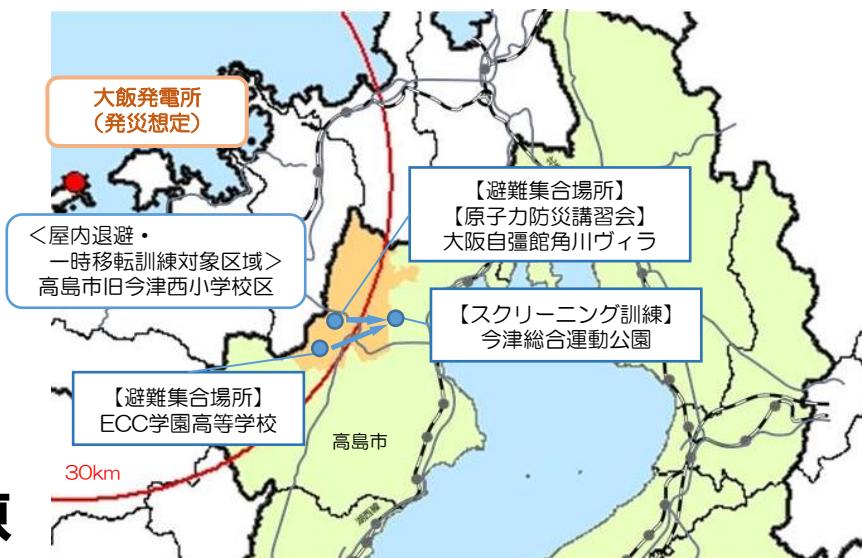 大飯発電所
（発災想定）
【避難集合場所】
【原子力防災講習会】
大阪自彊館角川ヴィラ
＜屋内退避・
一時移転訓練対象区域＞
高島市旧今津西小学校区
【スクリーニング訓練】
今津総合運動公園
【避難集合場所】
ECC学園高等学校
高島市
30km
湖西線